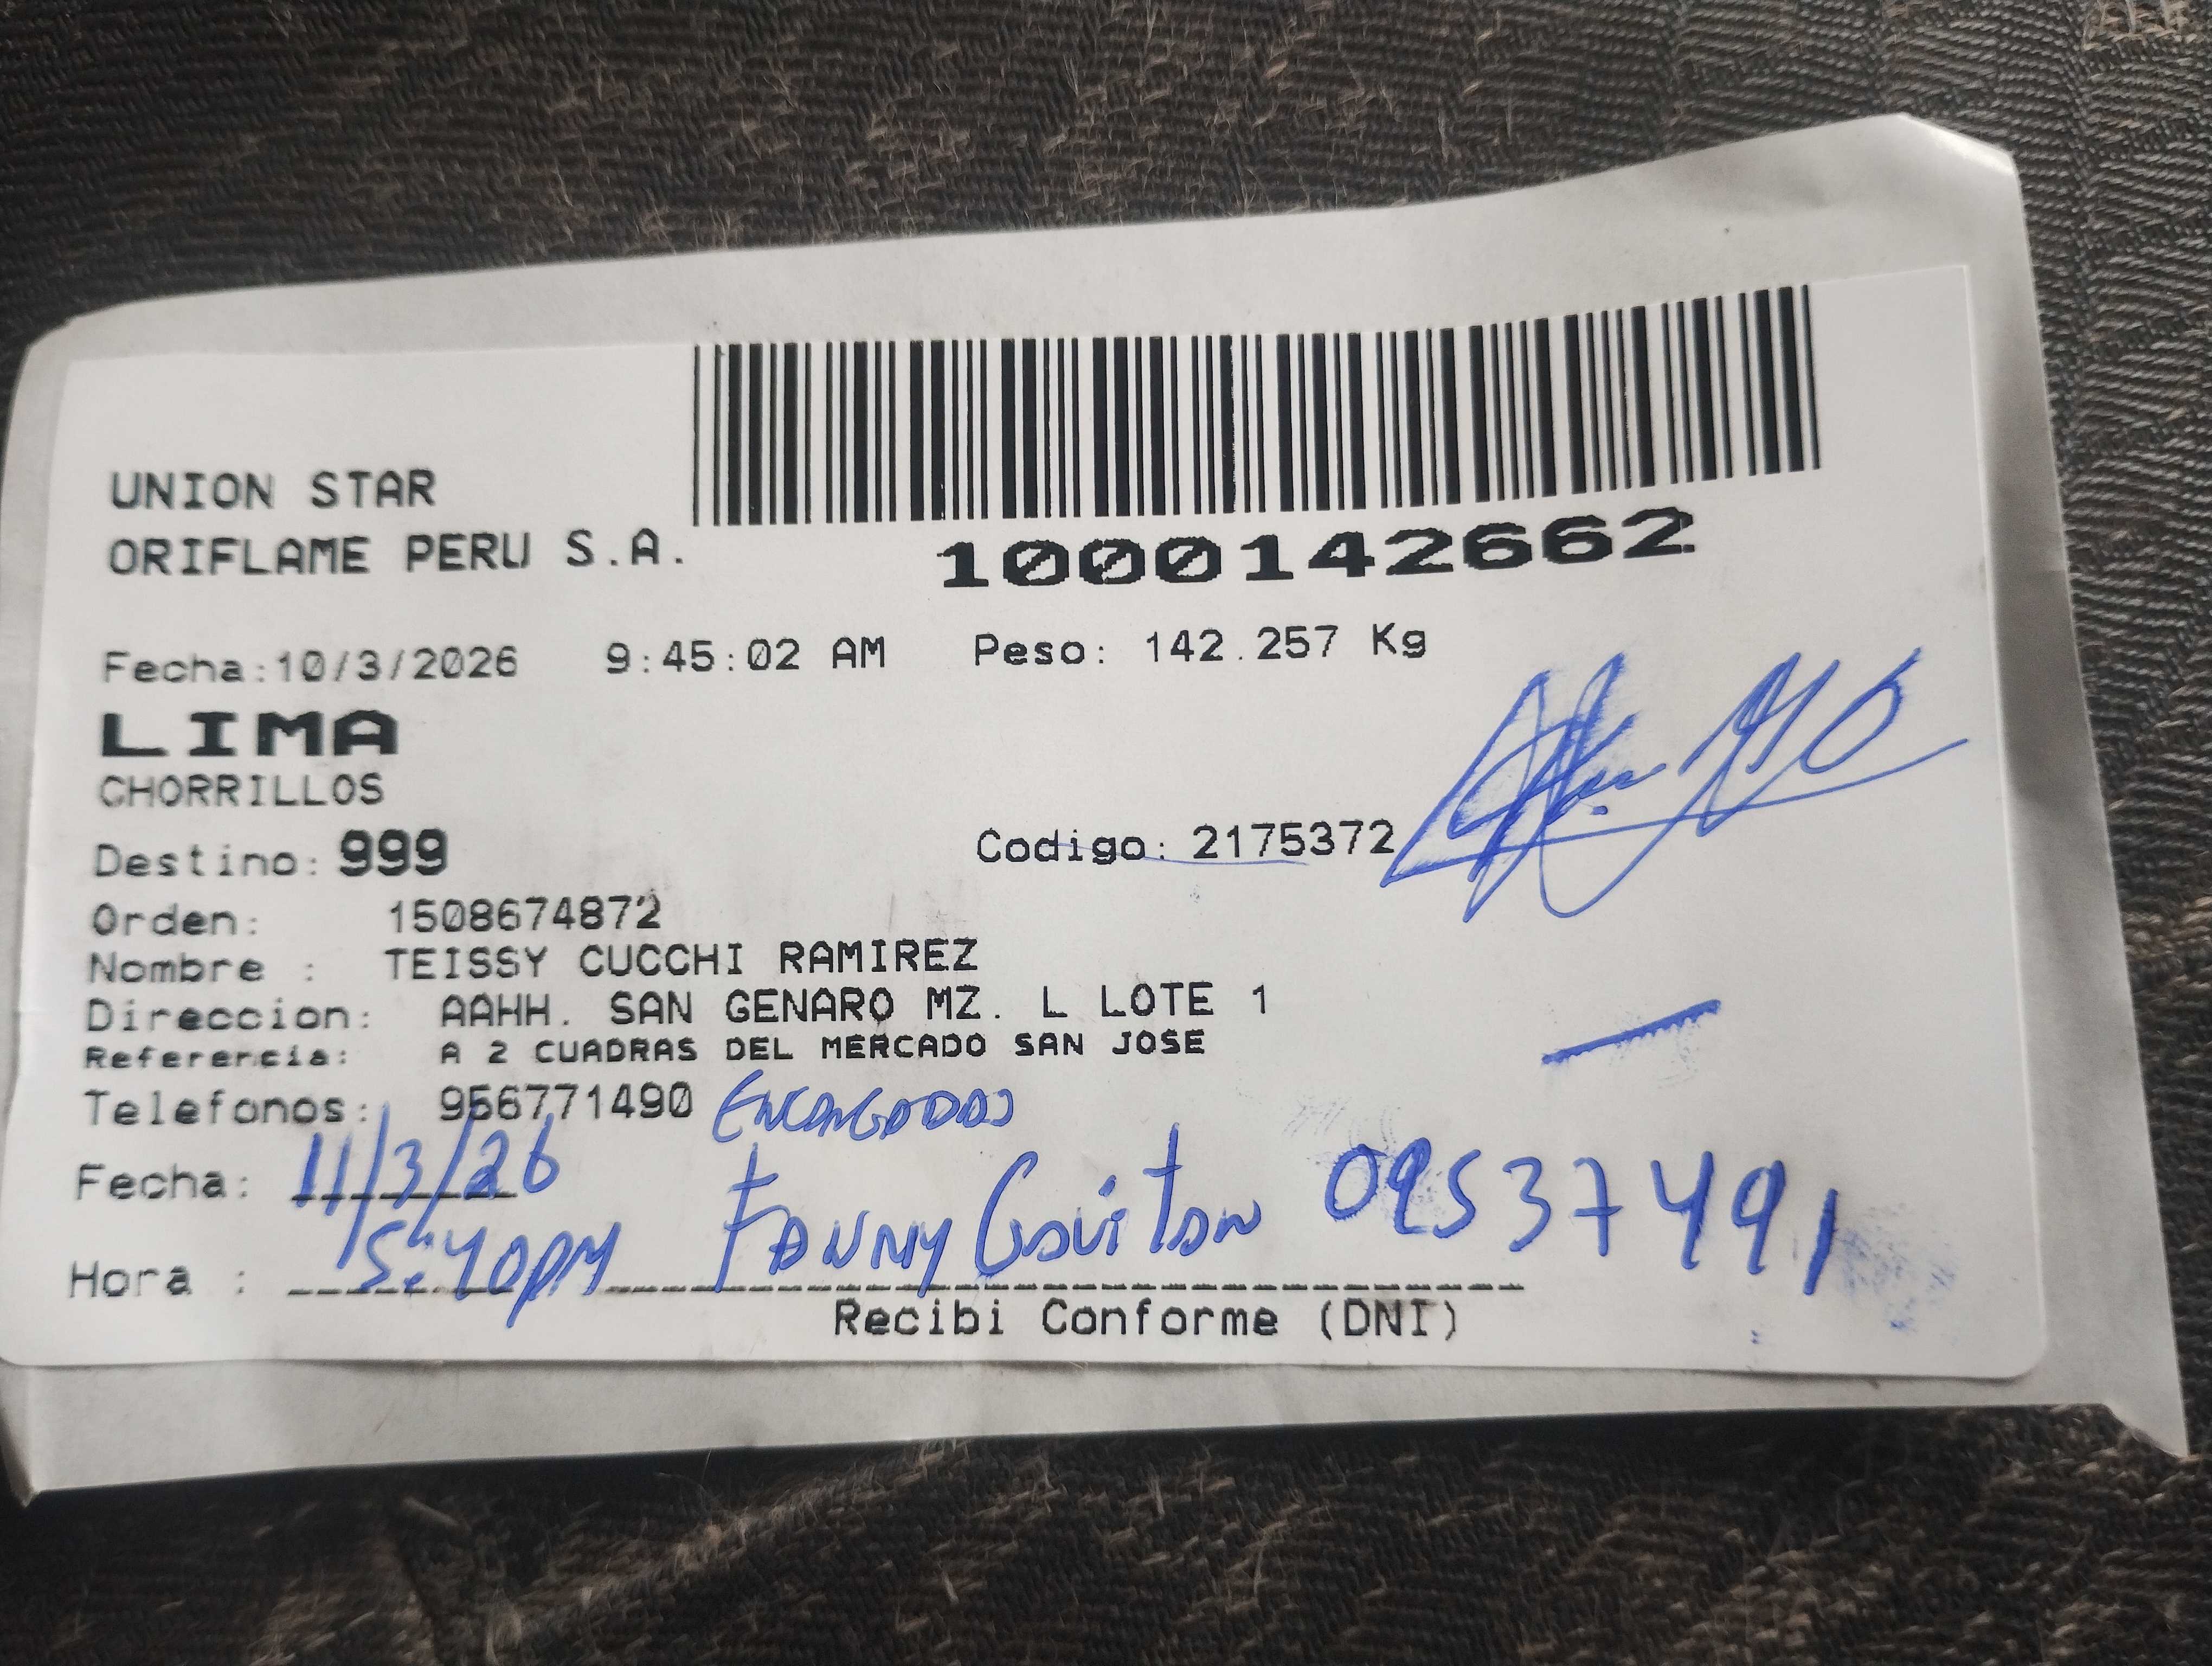 UNION STAR
ORIFLAME PERU S.A.
1000142662
Fecha:10/3/2026 9:45:02 AM Peso: 142.257 Kg
LIMA
CHORRILLOS
Destino: 999 Codigo: 2175372
Orden: 1508674872
Nombre : TEISSY CUCCHI RAMIREZ
Direccion: AAHH. SAN GENARO MZ. L LOTE 1
Referencia: A 2 CUADRAS DEL MERCADO SAN JOSE
Telefonos: 956771490
Fecha: 11/3/26 FANNY Gavitan 09537491
Hora : 5:40pm
Recibi Conforme (DNI)